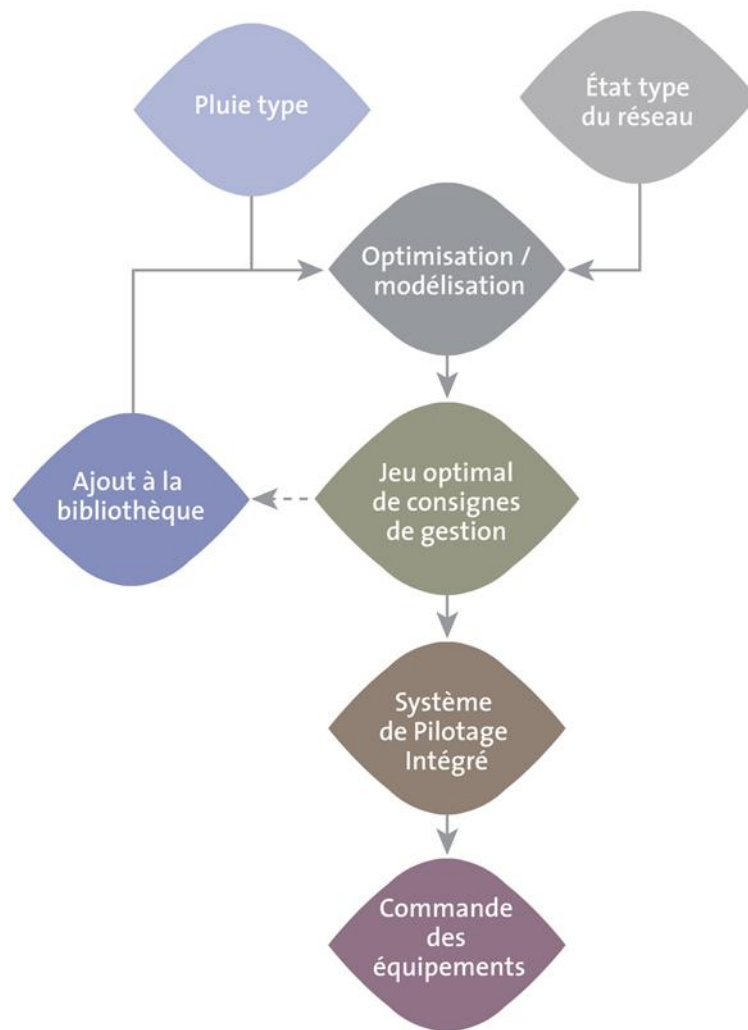 Pluie type
État type
du réseau
Optimisation /
modélisation
Jeu optimal
de consignes
de gestion
Ajout à la
bibliothèque
Système
de Pilotage
Intégré
Commande
des
équipements